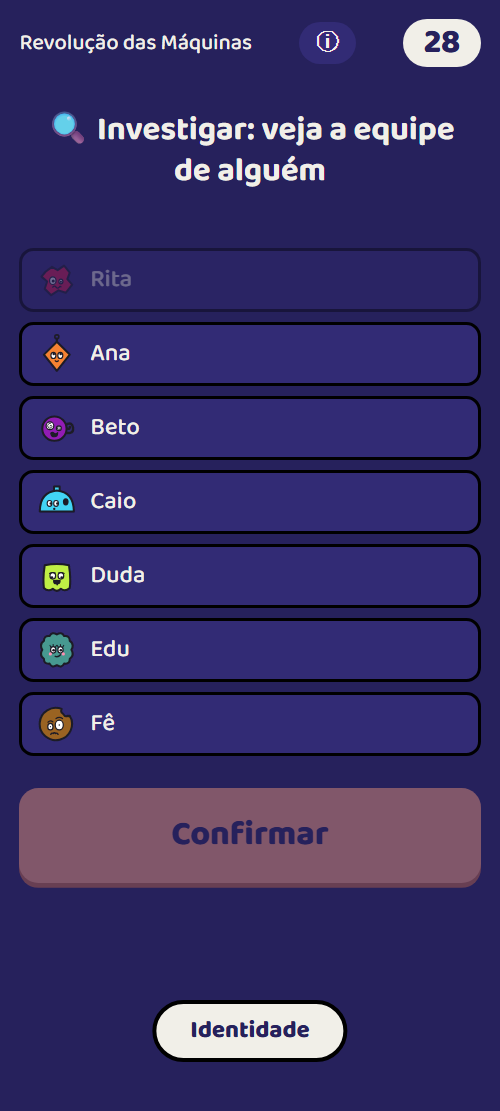 Revolução das Máquinas
28
Investigar: veja a equipe
de alguém
Rita
Ana
Beto
Caio
Duda
Edu
Fê
Confirmar
Identidade